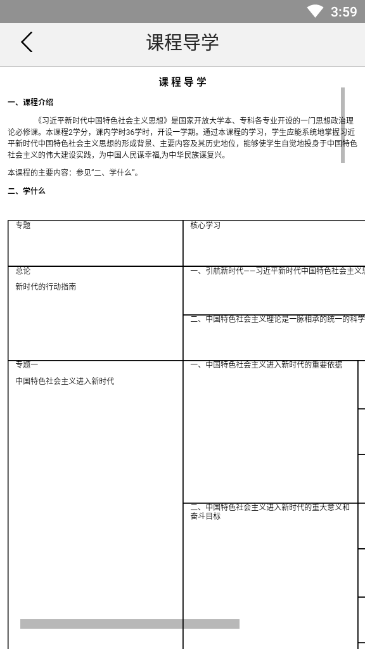 3:59
课程导学
课 程 导 学
一、课程介绍
《习近平新时代中国特色社会主义思想》是国家开放大学本、专科各专业开设的一门思想政治理
论必修课。本课程2学分，课内学时36学时，开设一学期。通过本课程的学习，学生应能系统地掌握习近
平新时代中国特色社会主义思想的形成背景、主要内容及其历史地位，能够使学生自觉地投身于中国特色
社会主义的伟大建设实践，为中国人民谋幸福,为中华民族谋复兴。
本课程的主要内容：参见“二、学什么”。
二、学什么
专题
核心学习
总论
一、引航新时代——习近平新时代中国特色社会主义思
新时代的行动指南
二、中国特色社会主义理论是一脉相承的统一的科学
专题一
一、中国特色社会主义进入新时代的重要依据
中国特色社会主义进入新时代
二、中国特色社会主义进入新时代的重大意义和
奋斗目标